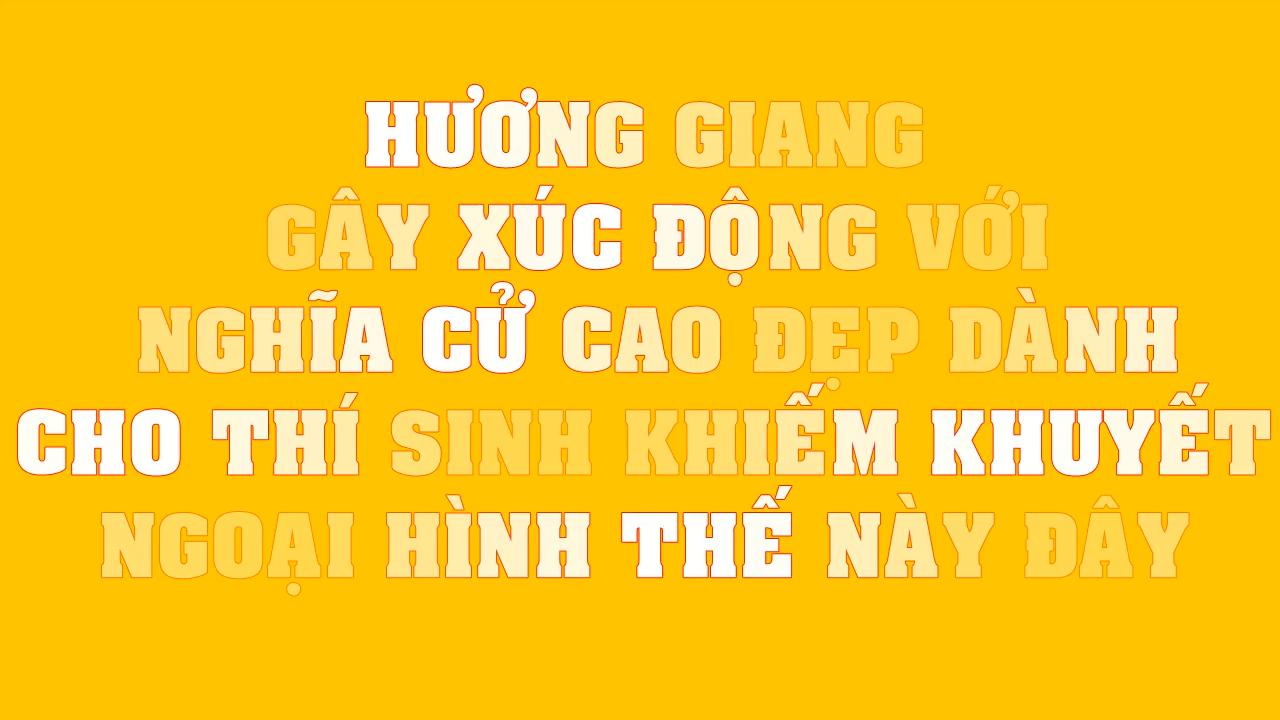 HƯƠNG GIANG
GÂY XÚC ĐỘNG VỚI
NGHĨA CỬ CAO ĐẸP DÀNH
CHO THÍ SINH KHIẾM KHUYẾT
NGOẠI HÌNH THẾ NÀY ĐÂY